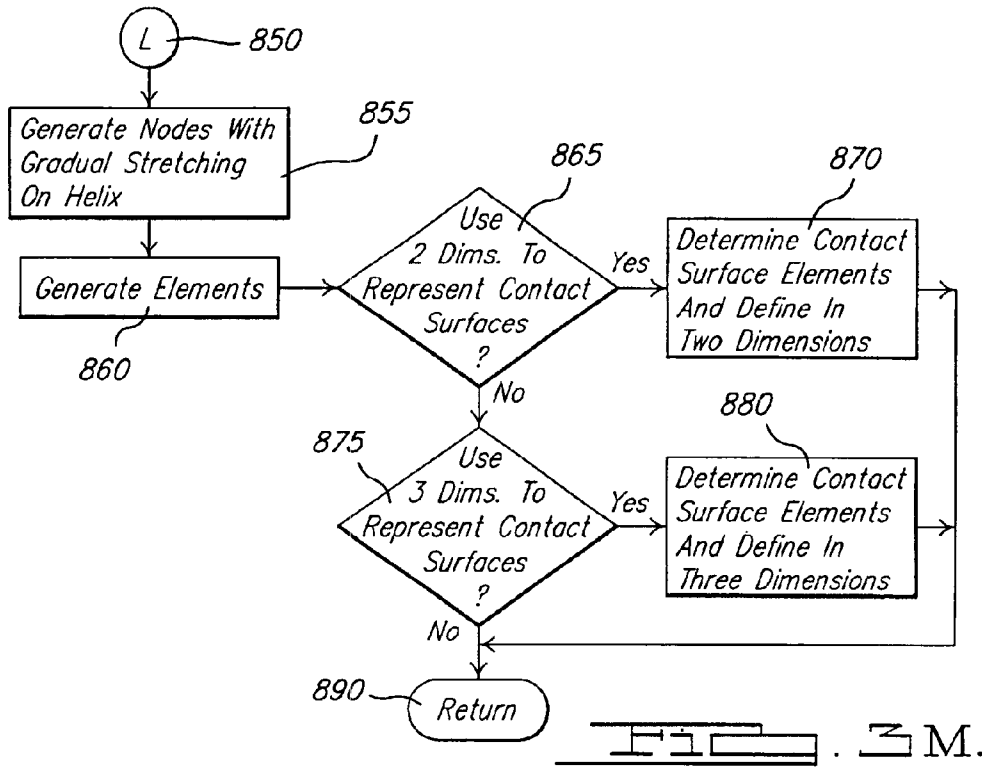 L
850
Generate Nodes With
Gradual Stretching
On Helix
855
Generate Elements
860
Use
2 Dims. To
Represent Contact
Surfaces
?
865
Yes
No
Determine Contact
Surface Elements
And Define In
Two Dimensions
870
Use
3 Dims. To
Represent Contact
Surfaces
?
875
Yes
No
Determine Contact
Surface Elements
And Define In
Three Dimensions
880
Return
890
FIG. 3M.